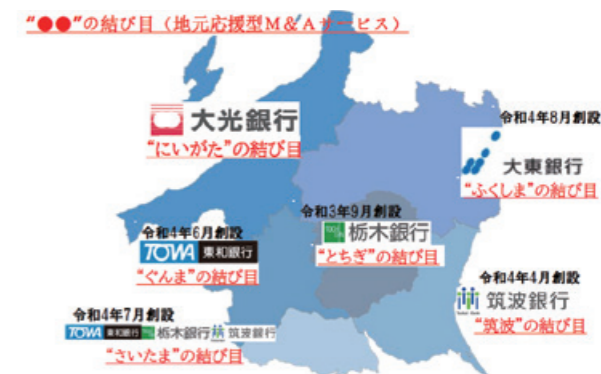 "●●"の結び目（地元応援型M＆Aサービス）
大光銀行
"にいがた"の結び目
令和4年8月創設
大東銀行
"ふくしま"の結び目
令和3年9月創設
栃木銀行
"とちぎ"の結び目
令和4年6月創設
TOWA 東和銀行
"ぐんま"の結び目
令和4年4月創設
筑波銀行
"筑波"の結び目
令和4年7月創設
TOWA 東和銀行 栃木銀行 筑波銀行
"さいたま"の結び目